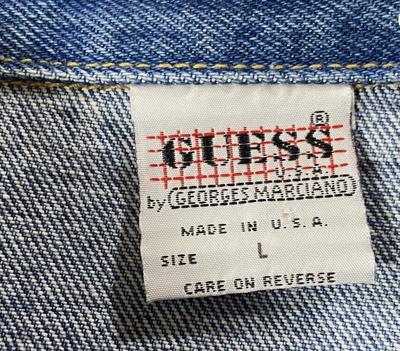 GUESS®
U.S.A.
by GEORGES MARCIANO
MADE IN U.S.A.
SIZE L
CARE ON REVERSE